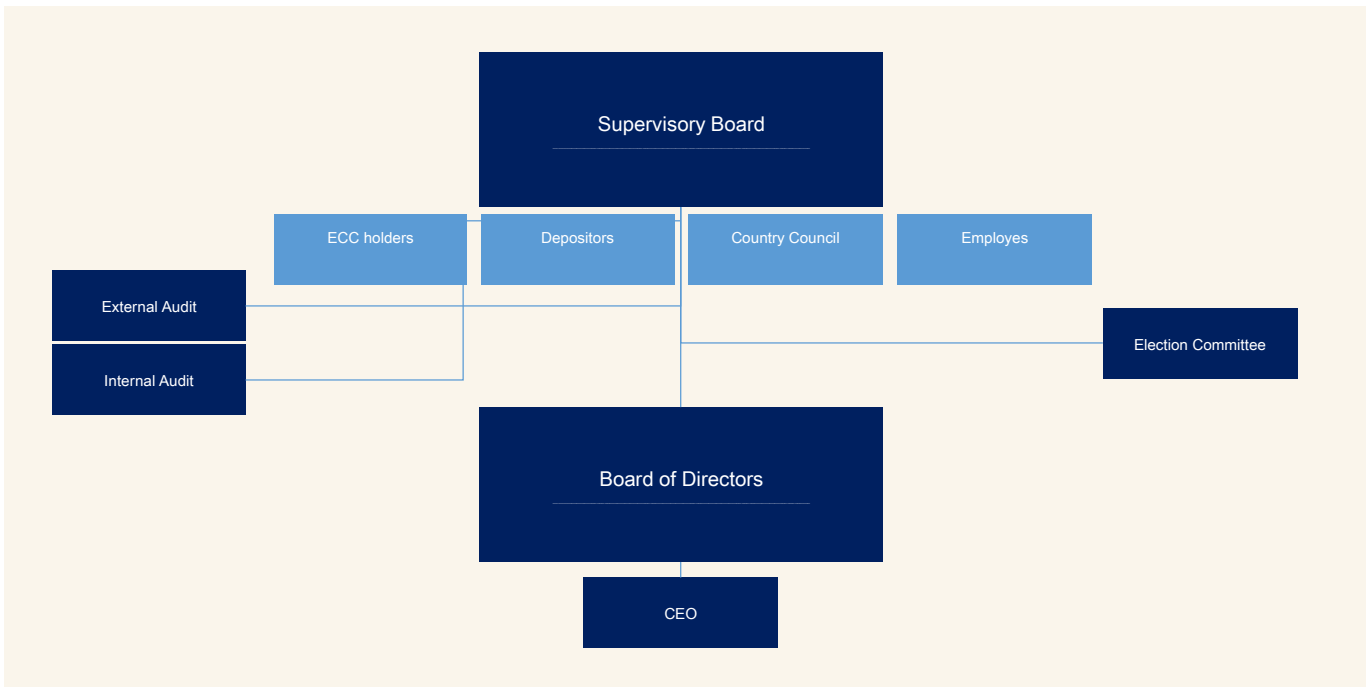 Supervisory Board
ECC holders
Depositors
Country Council
Employes
External Audit
Election Committee
Internal Audit
Board of Directors
CEO